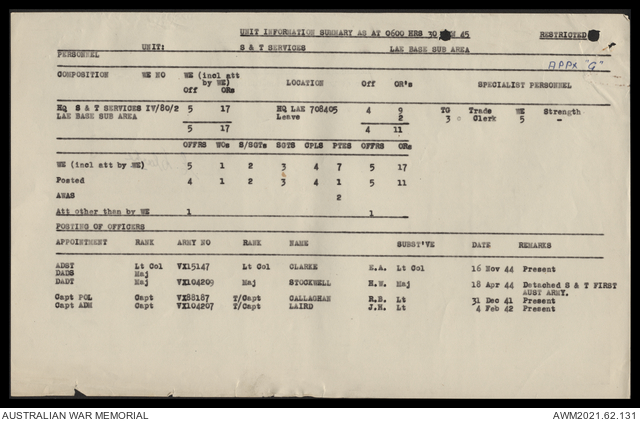 UNIT INFORMATION SUMMARY AS AT 0600 HRS 30 45 RESTRICTED
UNIT: S & T SERVICES LAE BASE SUB AREA
PERSONNEL
APPX "G"
COMPOSITION WE NO WE (incl att by WE) LOCATION Off OR's SPECIALIST PERSONNEL
Off ORs
HQ S & T SERVICES IV/80/2 5 17 HQ LAE 708405 4 9 TG Trade WE Strength
LAE BASE SUB AREA Leave 2 3 c Clerk 5 -
5 17 4 11
OFFRS WOs S/SGTs SGTS CPLS PTES OFFRS ORs
WE (incl att by WE) 5 1 2 3 4 7 5 17
Posted 4 1 2 3 4 1 5 11
AWAS 2
Att other than by WE 1 1
POSTING OF OFFICERS
APPOINTMENT RANK ARMY NO RANK NAME SUBST'VE DATE REMARKS
ADST Lt Col VX15147 Lt Col CLARKE E.A. Lt Col 16 Nov 44 Present
DADS Maj
DADT Maj VX104209 Maj STOCKWELL H.W. Maj 18 Apr 44 Detached S & T FIRST
AUST ARMY.
Capt POL Capt VX88187 T/Capt CALLAGHAN R.B. Lt 31 Dec 41 Present
Capt ADM Capt VX104207 T/Capt LAIRD J.N. Lt 4 Feb 42 Present
AUSTRALIAN WAR MEMORIAL AWM2021.62.131